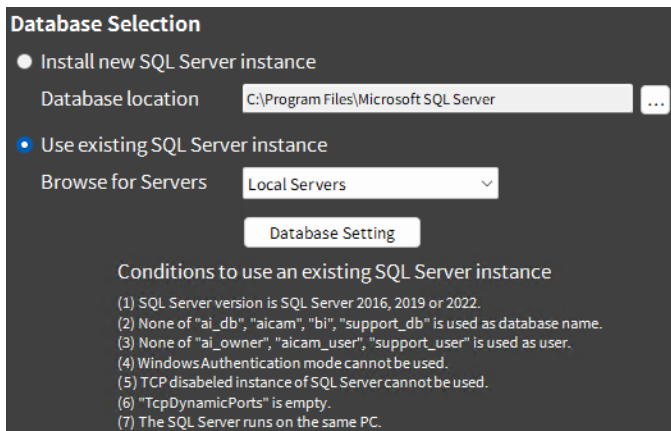 Database Selection
Install new SQL Server instance
Database location C:\Program Files\Microsoft SQL Server ...
Use existing SQL Server instance
Browse for Servers Local Servers
Database Setting
Conditions to use an existing SQL Server instance
(1) SQL Server version is SQL Server 2016, 2019 or 2022.
(2) None of "ai_db", "aicam", "bi", "support_db" is used as database name.
(3) None of "ai_owner", "aicam_user", "support_user" is used as user.
(4) Windows Authentication mode cannot be used.
(5) TCP disabeled instance of SQL Server cannot be used.
(6) "TcpDynamicPorts" is empty.
(7) The SQL Server runs on the same PC.